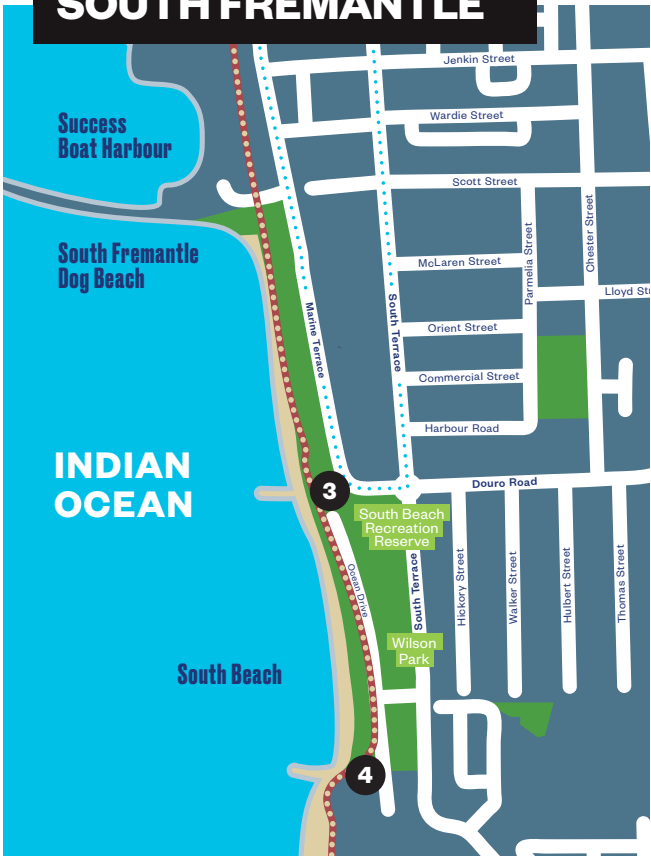 SOUTH FREMANTLE
Jenkin Street
Success
Boat Harbour
Wardie Street
Scott Street
South Fremantle
Dog Beach
McLaren Street
Parmelia Street
Chester Street
Lloyd
Marine Terrace
South Terrace
Orient Street
Commercial Street
Harbour Road
INDIAN
OCEAN
3
Douro Road
South Beach
Recreation
Reserve
Ocean Drive
South Terrace
Hickory Street
Walker Street
Hulbert Street
Thomas Street
Wilson
Park
South Beach
4